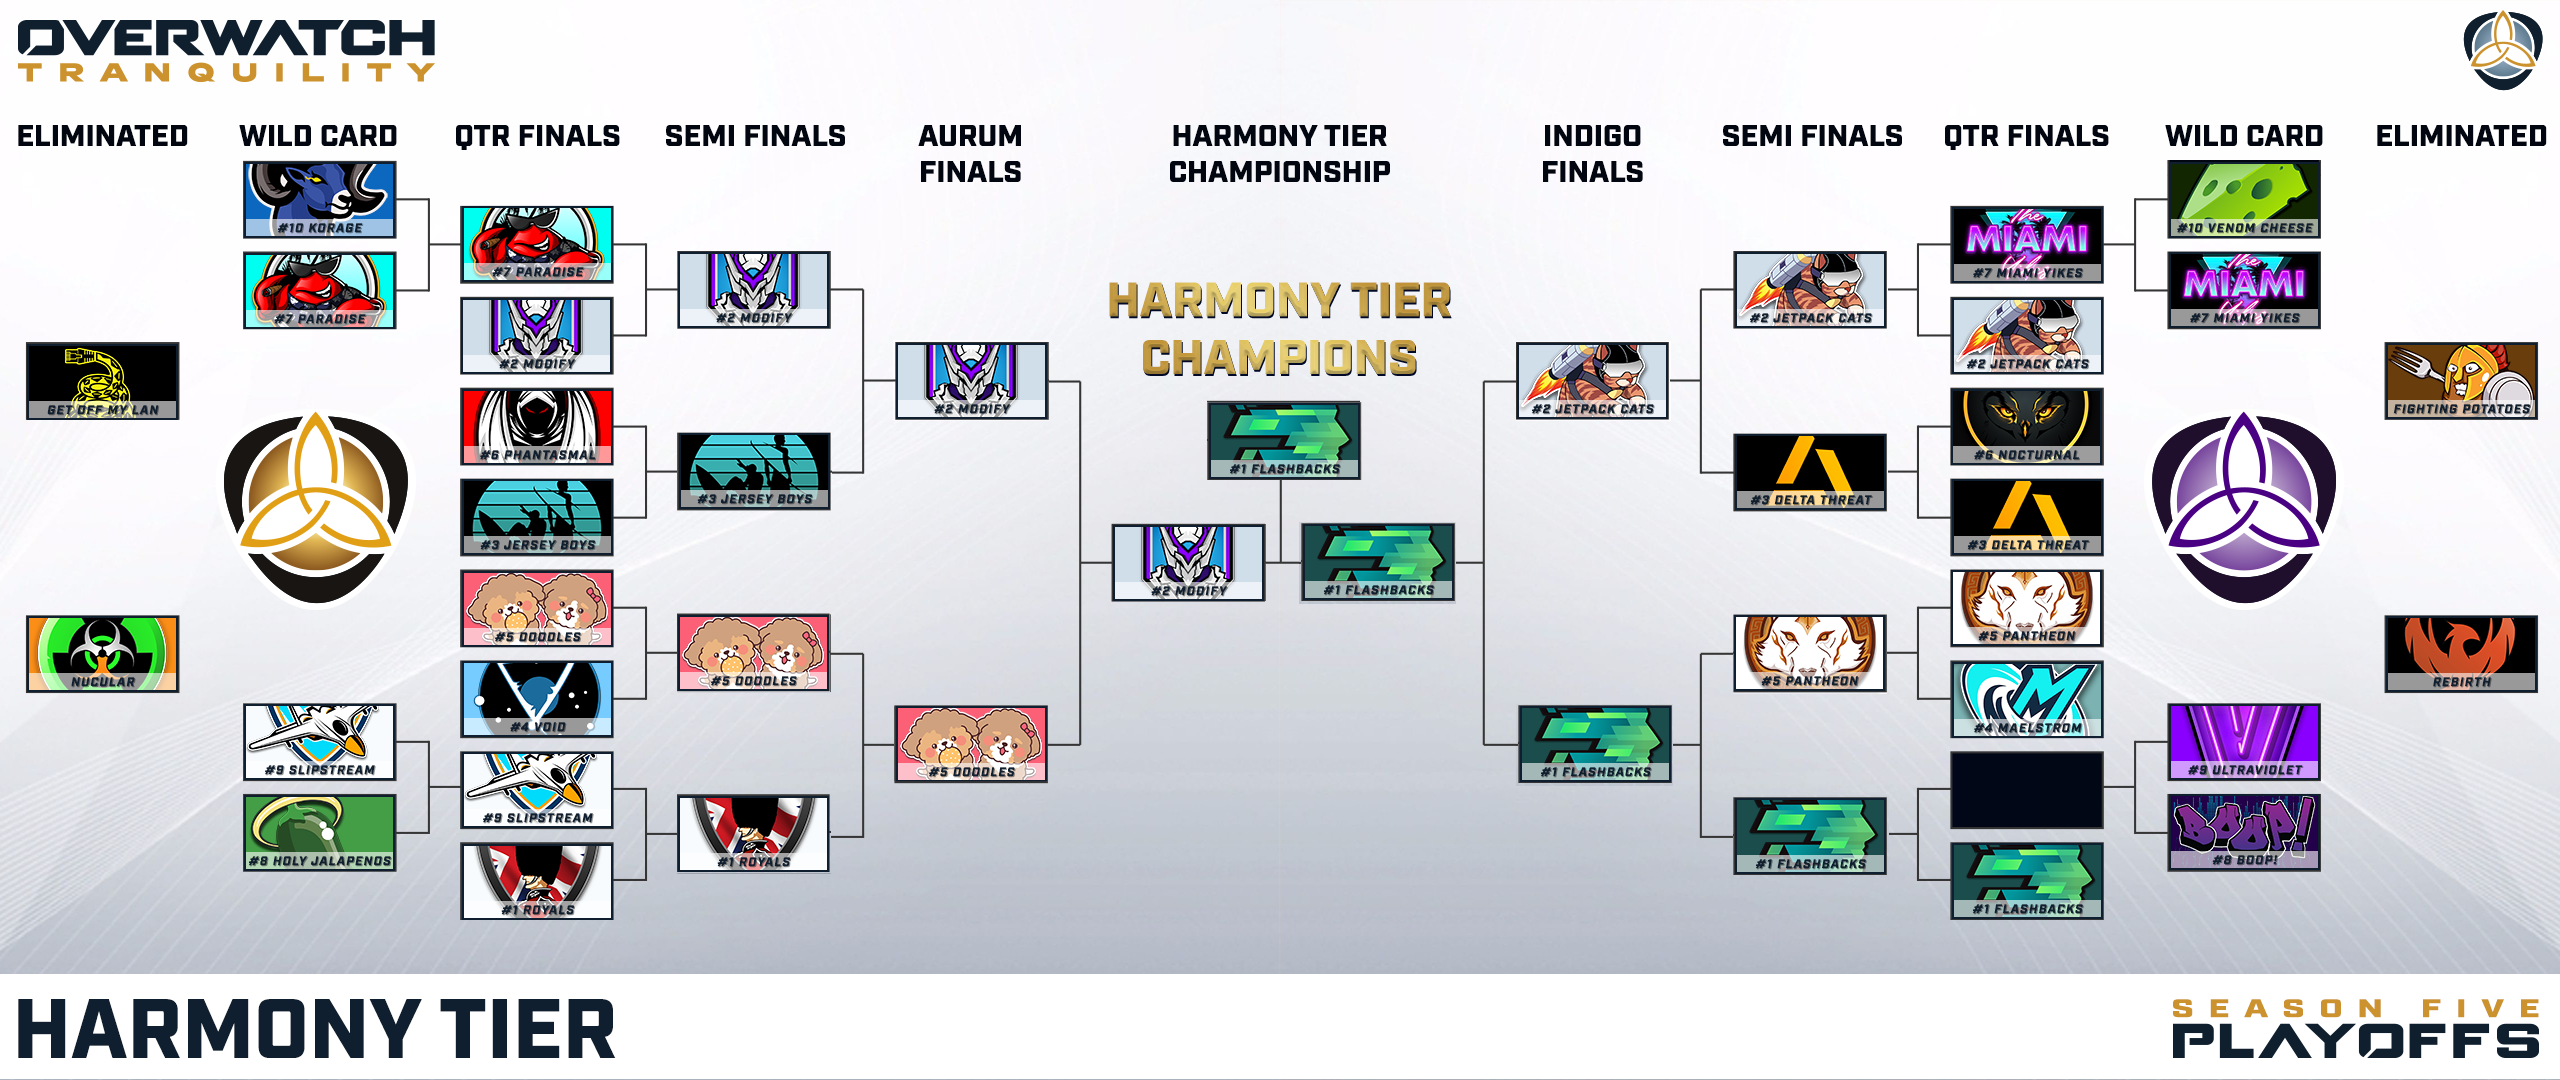 OVERWATCH
TRANQUILITY
ELIMINATED
WILD CARD
QTR FINALS
SEMI FINALS
AURUM
FINALS
HARMONY TIER
CHAMPIONSHIP
INDIGO
FINALS
SEMI FINALS
QTR FINALS
WILD CARD
ELIMINATED
#10 KORAGE
#7 PARADISE
GET OFF MY LAN
NUCULAR
#9 SLIPSTREAM
#8 HOLY JALAPENOS
#7 PARADISE
#2 MODIFY
#6 PHANTASMAL
#3 JERSEY BOYS
#5 DOODLES
#4 VOID
#9 SLIPSTREAM
#1 ROYALS
#2 MODIFY
#3 JERSEY BOYS
#5 DOODLES
#1 ROYALS
#2 MODIFY
#5 DOODLES
HARMONY TIER
CHAMPIONS
#1 FLASHBACKS
#2 MODIFY
#1 FLASHBACKS
#2 JETPACK CATS
#1 FLASHBACKS
#2 JETPACK CATS
#3 DELTA THREAT
#5 PANTHEON
#1 FLASHBACKS
The
MIAMI
#7 MIAMI YIKES
#2 JETPACK CATS
#6 NOCTURNAL
#3 DELTA THREAT
#5 PANTHEON
M
#4 MAELSTROM
#1 FLASHBACKS
#10 VENOM CHEESE
The
MIAMI
#7 MIAMI YIKES
#9 ULTRAVIOLET
BOOP!
#8 BOOP!
FIGHTING POTATOES
REBIRTH
HARMONY TIER
SEASON FIVE
PLAYOFFS